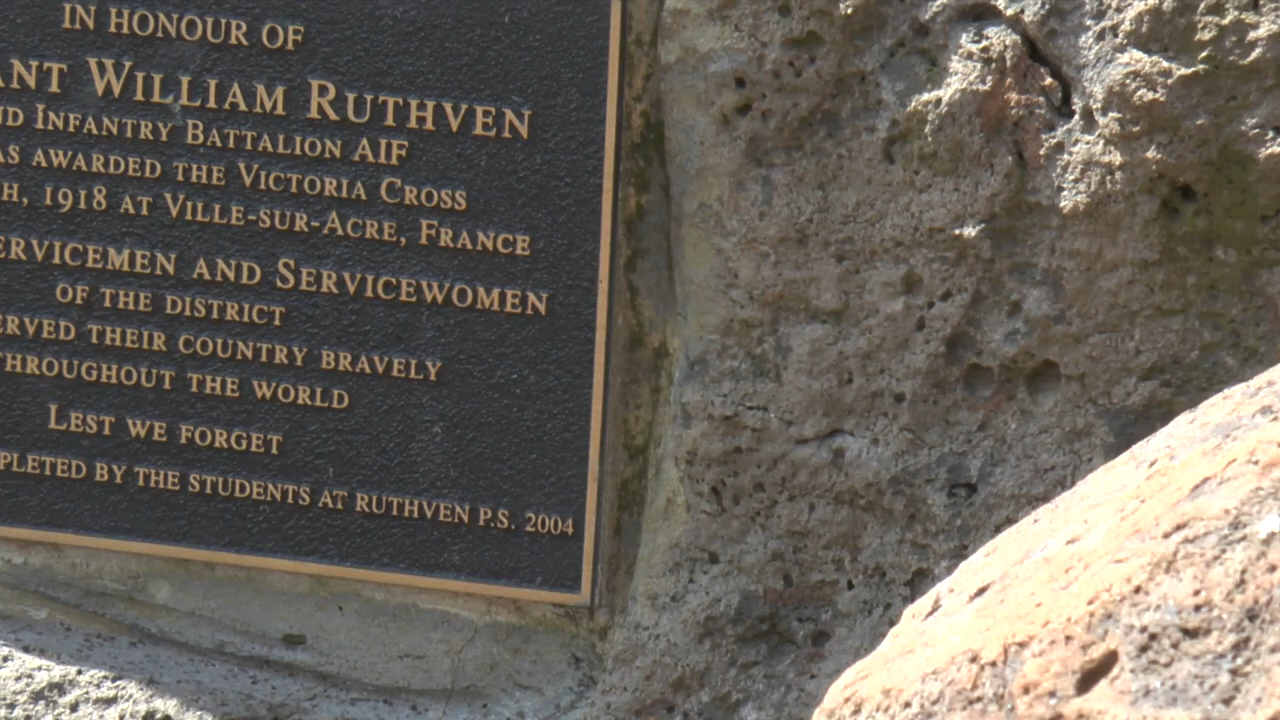 IN HONOUR OF
ANT WILLIAM RUTHVEN
ND INFANTRY BATTALION AIF
AS AWARDED THE VICTORIA CROSS
H, 1918 AT VILLE-SUR-ACRE, FRANCE
ERVICEMEN AND SERVICEWOMEN
OF THE DISTRICT
ERVED THEIR COUNTRY BRAVELY
THROUGHOUT THE WORLD
LEST WE FORGET
PLETED BY THE STUDENTS AT RUTHVEN P.S. 2004